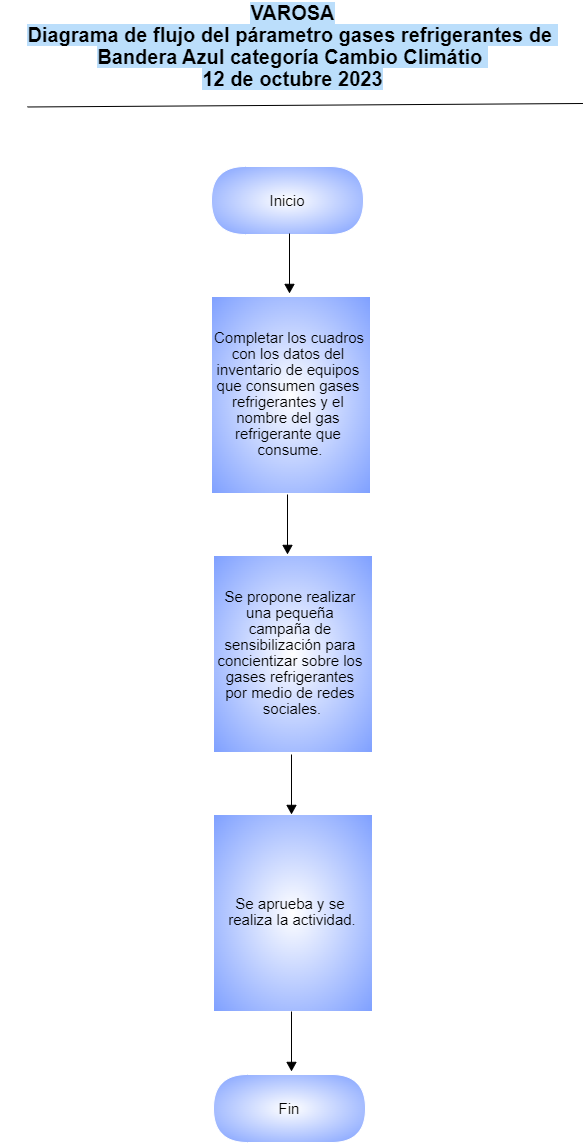 VAROSA
Diagrama de flujo del párametro gases refrigerantes de
Bandera Azul categoría Cambio Climátio
12 de octubre 2023
Inicio
Completar los cuadros
con los datos del
inventario de equipos
que consumen gases
refrigerantes y el
nombre del gas
refrigerante que
consume.
Se propone realizar
una pequeña
campaña de
sensibilización para
concientizar sobre los
gases refrigerantes
por medio de redes
sociales.
Se aprueba y se
realiza la actividad.
Fin